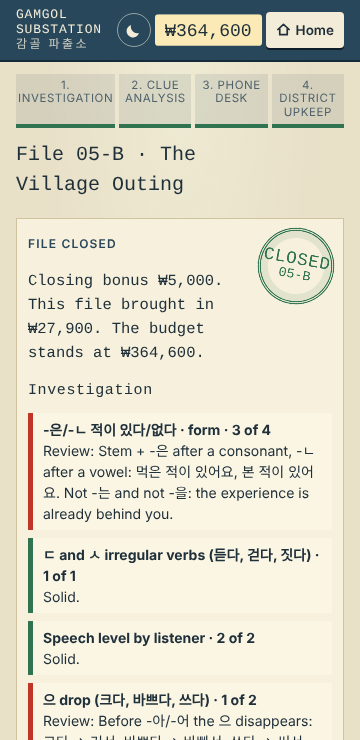 GAMGOL
SUBSTATION
감골 파출소
₩364,600
Home
1.
INVESTIGATION
2. CLUE
ANALYSIS
3. PHONE
DESK
4.
DISTRICT
UPKEEP
File 05-B · The
Village Outing
FILE CLOSED
CLOSED
05-B
Closing bonus ₩5,000.
This file brought in
₩27,900. The budget
stands at ₩364,600.
Investigation
-은/-ㄴ 적이 있다/없다 · form · 3 of 4
Review: Stem + -은 after a consonant, -ㄴ
after a vowel: 먹은 적이 있어요, 본 적이 있어
요. Not -는 and not -을: the experience is
already behind you.
ㄷ and ㅅ irregular verbs (듣다, 걷다, 짓다) ·
1 of 1
Solid.
Speech level by listener · 2 of 2
Solid.
으 drop (크다, 바쁘다, 쓰다) · 1 of 2
Review: Before -아/-어 the 으 disappears: